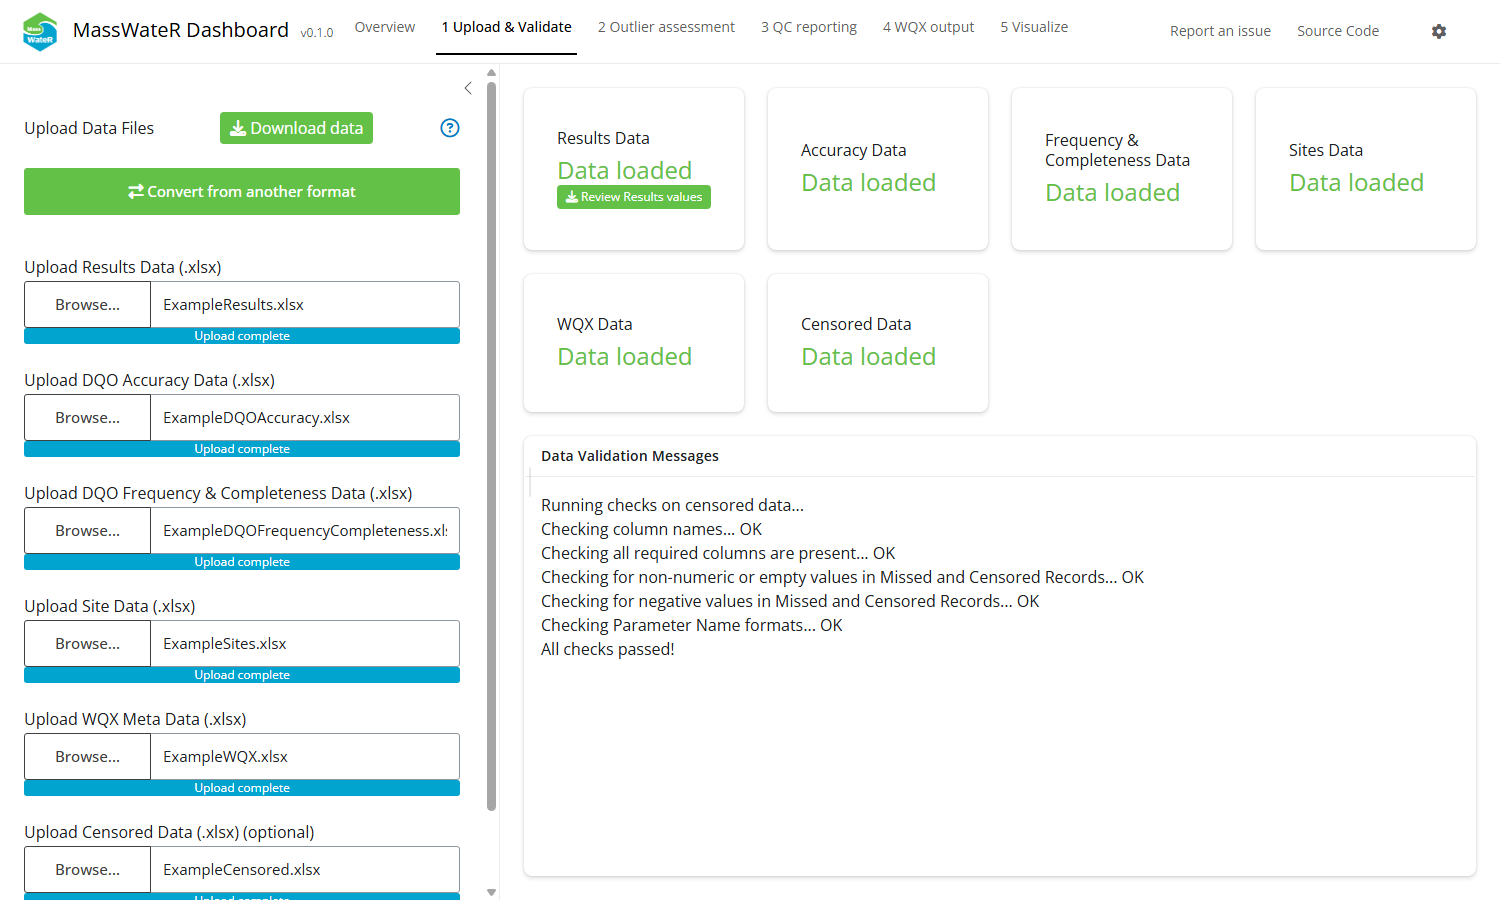 Mass
WateR
MassWateR Dashboard v0.1.0
Overview
1 Upload & Validate
2 Outlier assessment
3 QC reporting
4 WQX output
5 Visualize
Report an issue
Source Code
Upload Data Files
Download data
?
Convert from another format
Upload Results Data (.xlsx)
Browse... ExampleResults.xlsx
Upload complete
Upload DQO Accuracy Data (.xlsx)
Browse... ExampleDQOAccuracy.xlsx
Upload complete
Upload DQO Frequency & Completeness Data (.xlsx)
Browse... ExampleDQOFrequencyCompleteness.xls
Upload complete
Upload Site Data (.xlsx)
Browse... ExampleSites.xlsx
Upload complete
Upload WQX Meta Data (.xlsx)
Browse... ExampleWQX.xlsx
Upload complete
Upload Censored Data (.xlsx) (optional)
Browse... ExampleCensored.xlsx
Upload complete
Results Data
Data loaded
Review Results values
Accuracy Data
Data loaded
Frequency &
Completeness Data
Data loaded
Sites Data
Data loaded
WQX Data
Data loaded
Censored Data
Data loaded
Data Validation Messages
Running checks on censored data...
Checking column names... OK
Checking all required columns are present... OK
Checking for non-numeric or empty values in Missed and Censored Records... OK
Checking for negative values in Missed and Censored Records... OK
Checking Parameter Name formats... OK
All checks passed!